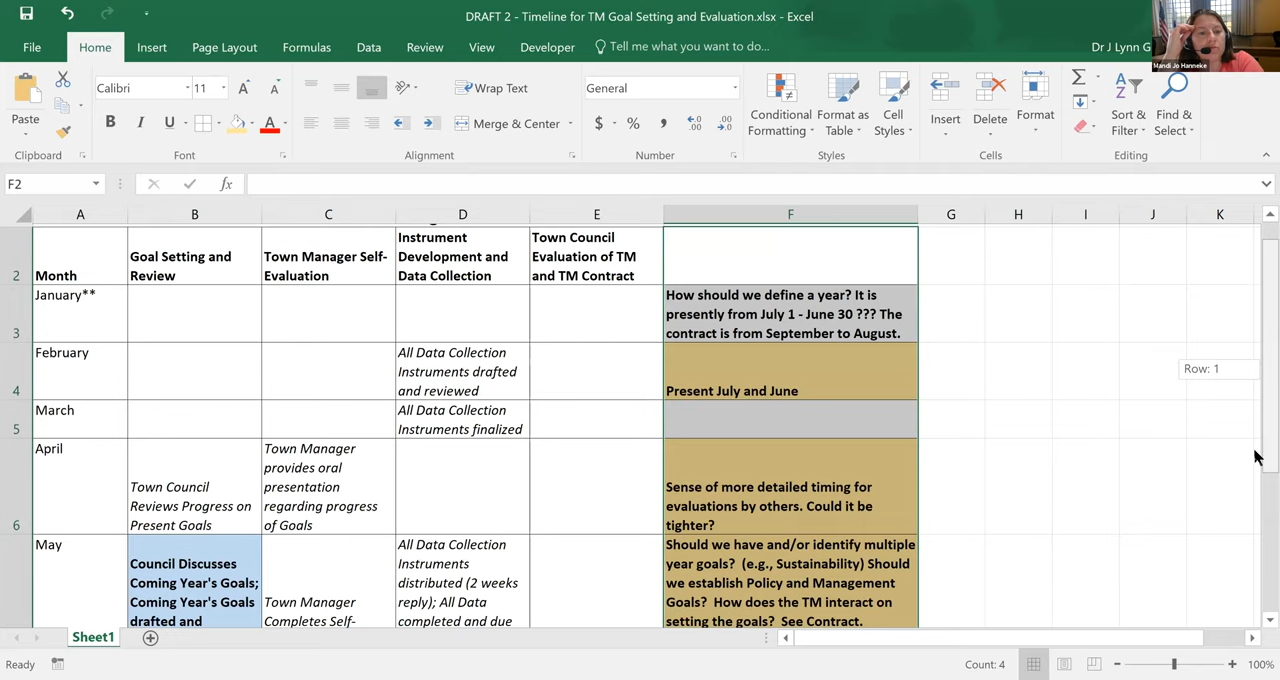 DRAFT 2 - Timeline for TM Goal Setting and Evaluation.xlsx - Excel
File Home Insert Page Layout Formulas Data Review View Developer Tell me what you want to do... Dr J Lynn G
Mandi Jo Hanneke
Paste
Clipboard
Calibri 11
B I U
Font
Wrap Text
Merge & Center
Alignment
General
$ % ,
Number
Conditional
Formatting
Format as
Table
Cell
Styles
Styles
Insert Delete Format
Cells
Sort &
Filter
Find &
Select
Editing
F2 fx
A B C D E F G H I J K
2
Month
Goal Setting and
Review
Town Manager Self-
Evaluation
Instrument
Development and
Data Collection
Town Council
Evaluation of TM
and TM Contract
3
January**
How should we define a year? It is
presently from July 1 - June 30 ??? The
contract is from September to August.
4
February
All Data Collection
Instruments drafted
and reviewed
Present July and June
Row: 1
5
March
All Data Collection
Instruments finalized
6
April
Town Council
Reviews Progress on
Present Goals
Town Manager
provides oral
presentation
regarding progress
of Goals
Sense of more detailed timing for
evaluations by others. Could it be
tighter?
May
Council Discusses
Coming Year's Goals;
Coming Year's Goals
drafted and
Town Manager
Completes Self-
All Data Collection
Instruments
distributed (2 weeks
reply); All Data
completed and due
Should we have and/or identify multiple
year goals? (e.g., Sustainability) Should
we establish Policy and Management
Goals? How does the TM interact on
setting the goals? See Contract.
Sheet1
Ready Count: 4 100%